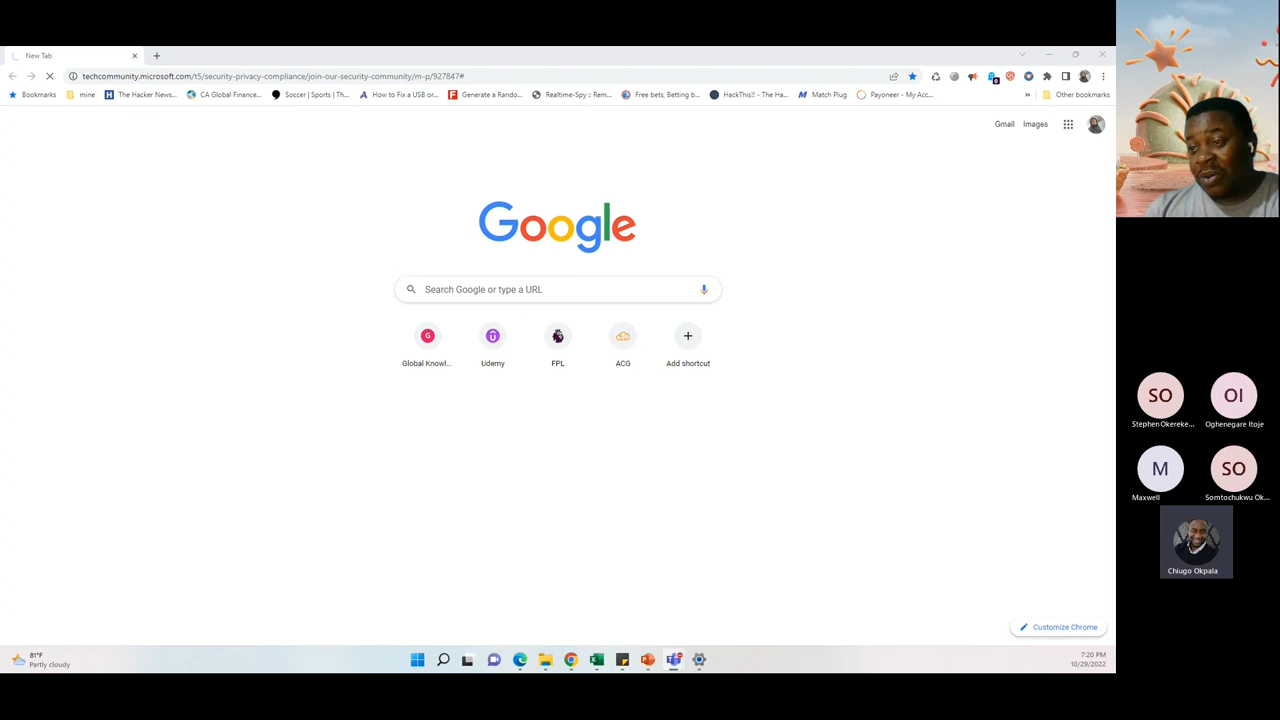 New Tab
techcommunity.microsoft.com/t5/security-privacy-compliance/join-our-security-community/m-p/927847#
Bookmarks mine The Hacker News... CA Global Finance... Soccer | Sports | Th... How to Fix a USB or... Generate a Rando... Realtime-Spy :: Rem... Free bets, Betting b... HackThis!! - The Ha... Match Plug Payoneer - My Acc... » Other bookmarks
Gmail Images
Google
Search Google or type a URL
G
Global Knowl... Udemy FPL ACG Add shortcut
SO OI
Stephen Okereke... Oghenegare Itoje
M SO
Maxwell Somtochukwu Ok...
Chiugo Okpala
Customize Chrome
81°F
Partly cloudy
7:20 PM
10/29/2022